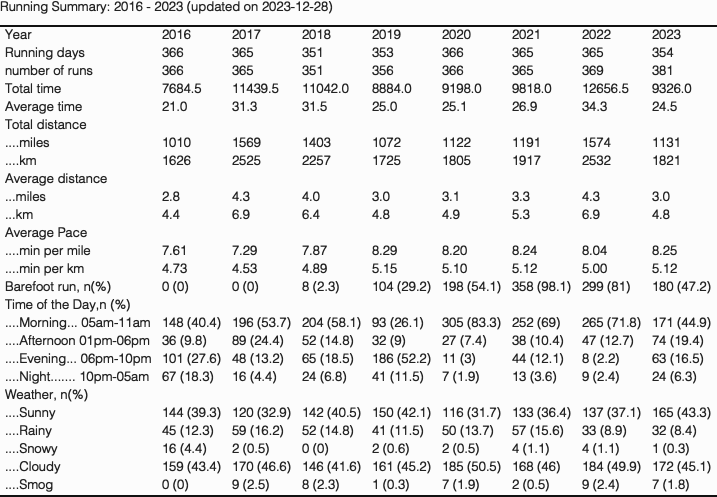 Running Summary: 2016 - 2023 (updated on 2023-12-28)
Year 2016 2017 2018 2019 2020 2021 2022 2023
Running days 366 365 351 353 366 365 365 354
number of runs 366 365 351 356 366 365 369 381
Total time 7684.5 11439.5 11042.0 8884.0 9198.0 9818.0 12656.5 9326.0
Average time 21.0 31.3 31.5 25.0 25.1 26.9 34.3 24.5
Total distance
....miles 1010 1569 1403 1072 1122 1191 1574 1131
....km 1626 2525 2257 1725 1805 1917 2532 1821
Average distance
...miles 2.8 4.3 4.0 3.0 3.1 3.3 4.3 3.0
...km 4.4 6.9 6.4 4.8 4.9 5.3 6.9 4.8
Average Pace
....min per mile 7.61 7.29 7.87 8.29 8.20 8.24 8.04 8.25
....min per km 4.73 4.53 4.89 5.15 5.10 5.12 5.00 5.12
Barefoot run, n(%) 0 (0) 0 (0) 8 (2.3) 104 (29.2) 198 (54.1) 358 (98.1) 299 (81) 180 (47.2)
Time of the Day,n (%)
....Morning... 05am-11am 148 (40.4) 196 (53.7) 204 (58.1) 93 (26.1) 305 (83.3) 252 (69) 265 (71.8) 171 (44.9)
....Afternoon 01pm-06pm 36 (9.8) 89 (24.4) 52 (14.8) 32 (9) 27 (7.4) 38 (10.4) 47 (12.7) 74 (19.4)
....Evening... 06pm-10pm 101 (27.6) 48 (13.2) 65 (18.5) 186 (52.2) 11 (3) 44 (12.1) 8 (2.2) 63 (16.5)
....Night....... 10pm-05am 67 (18.3) 16 (4.4) 24 (6.8) 41 (11.5) 7 (1.9) 13 (3.6) 9 (2.4) 24 (6.3)
Weather, n(%)
....Sunny 144 (39.3) 120 (32.9) 142 (40.5) 150 (42.1) 116 (31.7) 133 (36.4) 137 (37.1) 165 (43.3)
....Rainy 45 (12.3) 59 (16.2) 52 (14.8) 41 (11.5) 50 (13.7) 57 (15.6) 33 (8.9) 32 (8.4)
....Snowy 16 (4.4) 2 (0.5) 0 (0) 2 (0.6) 2 (0.5) 4 (1.1) 4 (1.1) 1 (0.3)
....Cloudy 159 (43.4) 170 (46.6) 146 (41.6) 161 (45.2) 185 (50.5) 168 (46) 184 (49.9) 172 (45.1)
....Smog 0 (0) 9 (2.5) 8 (2.3) 1 (0.3) 7 (1.9) 2 (0.5) 9 (2.4) 7 (1.8)